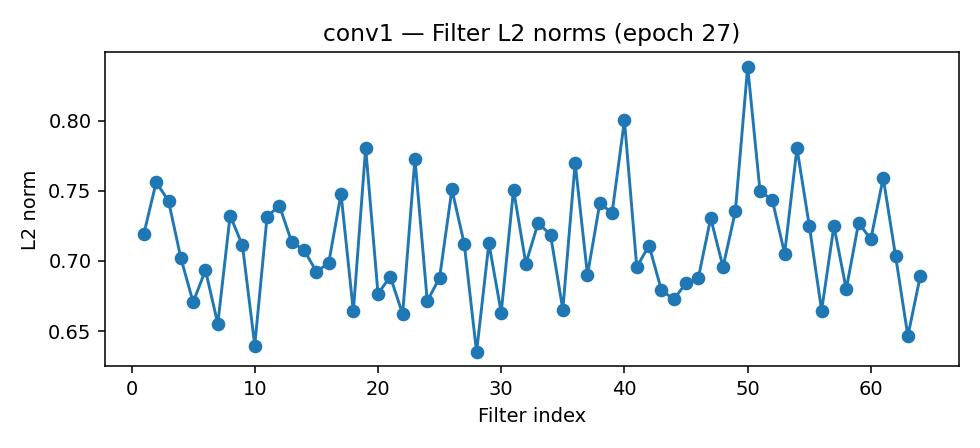 conv1 — Filter L2 norms (epoch 27)
L2 norm
0.80
0.75
0.70
0.65
0 10 20 30 40 50 60
Filter index